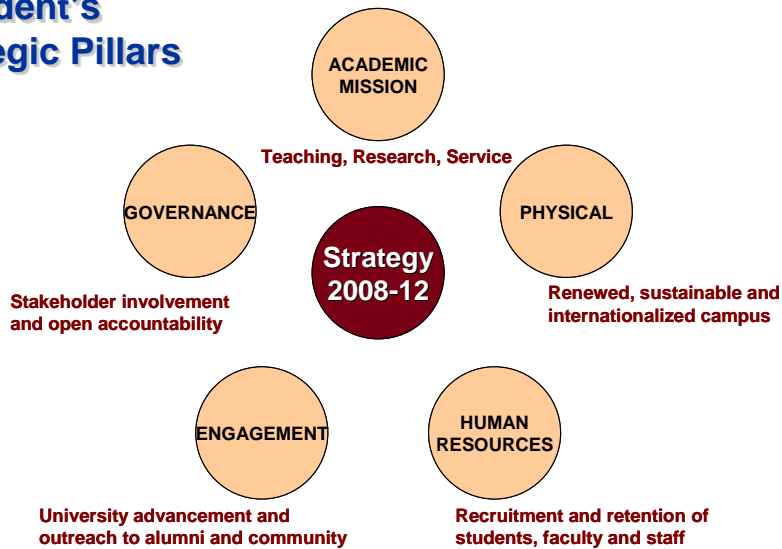 egic Pillars
ACADEMIC
MISSION
Teaching, Research, Service
GOVERNANCE
PHYSICAL
Strategy
2008-12
Stakeholder involvement
and open accountability
Renewed, sustainable and
internationalized campus
ENGAGEMENT
HUMAN
RESOURCES
University advancement and
outreach to alumni and community
Recruitment and retention of
students, faculty and staff